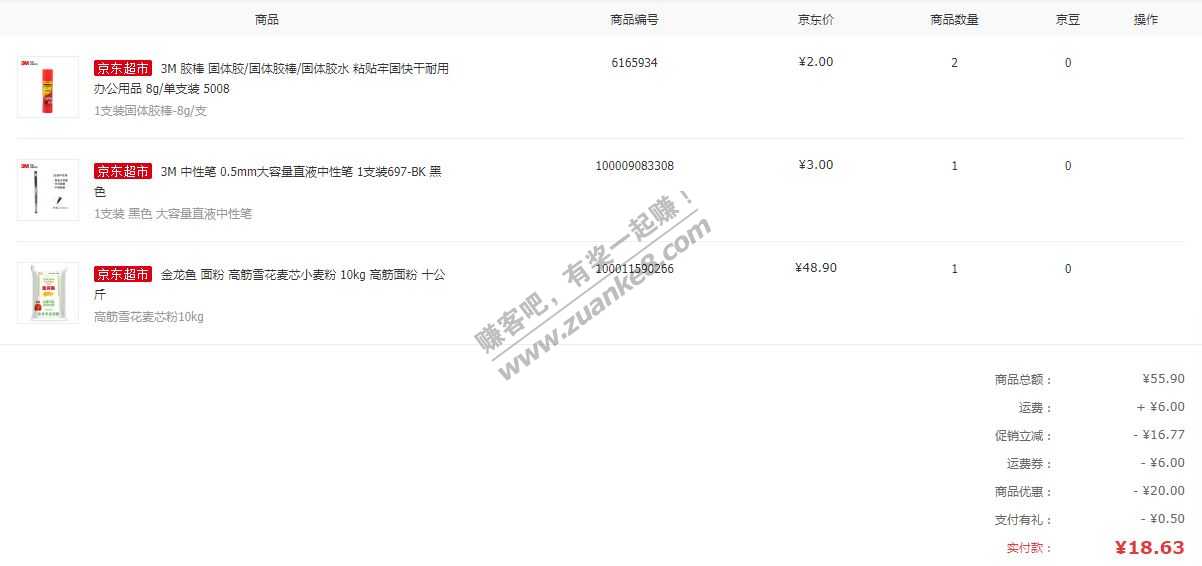 商品 商品编号 京东价 商品数量 京豆 操作
3M
京东超市 3M 胶棒 固体胶/固体胶棒/固体胶水 粘贴牢固快干耐用 6165934 ¥2.00 2 0
办公用品 8g/单支装 5008
1支装固体胶棒-8g/支
3M
京东超市 3M 中性笔 0.5mm大容量直液中性笔 1支装697-BK 黑 100009083308 ¥3.00 1 0
色
1支装 黑色 大容量直液中性笔
京东超市 金龙鱼 面粉 高筋雪花麦芯小麦粉 10kg 高筋面粉 十公 100011590266 ¥48.90 1 0
斤
高筋雪花麦芯粉10kg
赚客吧,有奖一起赚!
www.zuanke8.com
商品总额: ¥55.90
运费: + ¥6.00
促销立减: - ¥16.77
运费券: - ¥6.00
商品优惠: - ¥20.00
支付有礼: - ¥0.50
实付款: ¥18.63